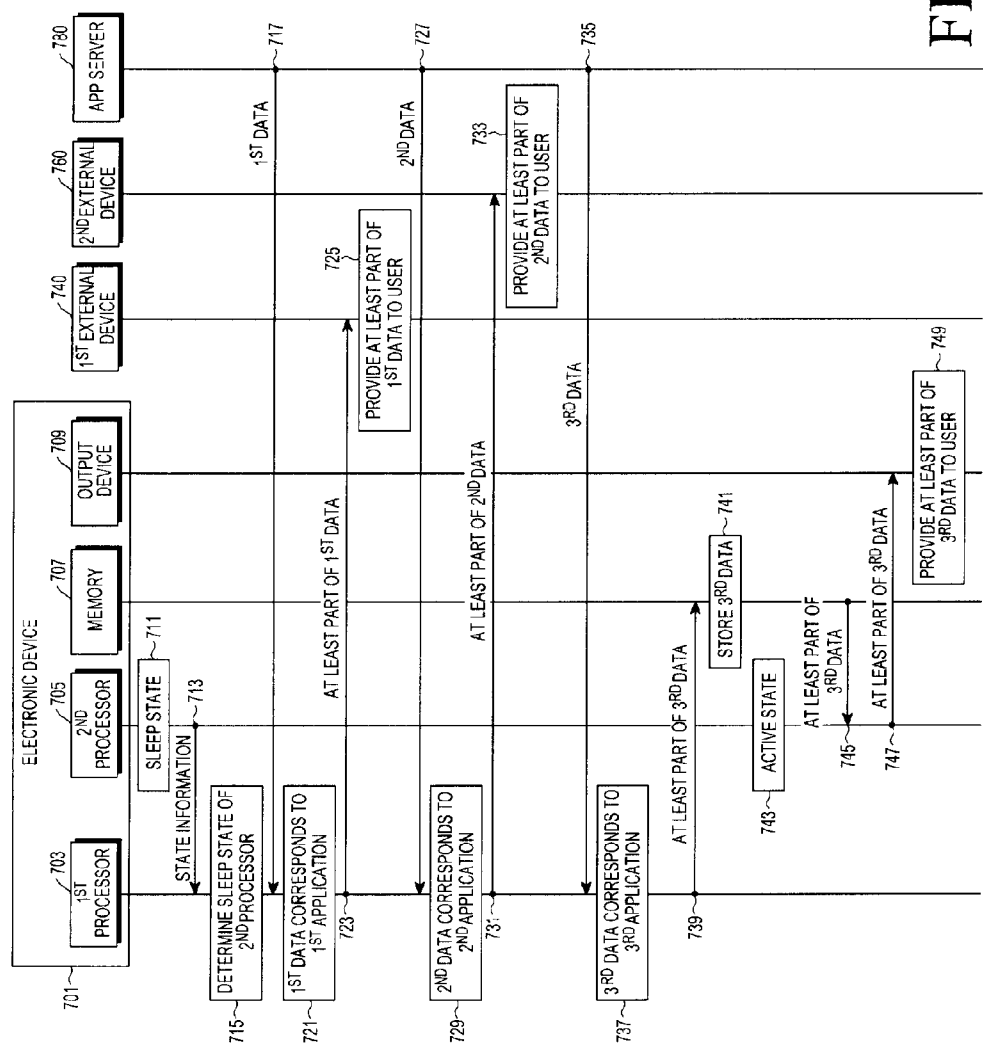 ELECTRONIC DEVICE
701
703
1ST
PROCESSOR
705
2ND
PROCESSOR
707
MEMORY
709
OUTPUT
DEVICE
740
1ST EXTERNAL
DEVICE
760
2ND EXTERNAL
DEVICE
780
APP SERVER
SLEEP STATE
711
STATE INFORMATION
713
DETERMINE SLEEP STATE OF
2ND PROCESSOR
715
1ST DATA
717
1ST DATA CORRESPONDS TO
1ST APPLICATION
721
AT LEAST PART OF 1ST DATA
723
725
PROVIDE AT LEAST PART OF
1ST DATA TO USER
2ND DATA
727
2ND DATA CORRESPONDS TO
2ND APPLICATION
729
AT LEAST PART OF 2ND DATA
731
733
PROVIDE AT LEAST PART OF
2ND DATA TO USER
3RD DATA
735
3RD DATA CORRESPONDS TO
3RD APPLICATION
737
AT LEAST PART OF 3RD DATA
739
STORE 3RD DATA
741
ACTIVE STATE
743
AT LEAST PART OF
3RD DATA
745
AT LEAST PART OF 3RD DATA
747
749
PROVIDE AT LEAST PART OF
3RD DATA TO USER